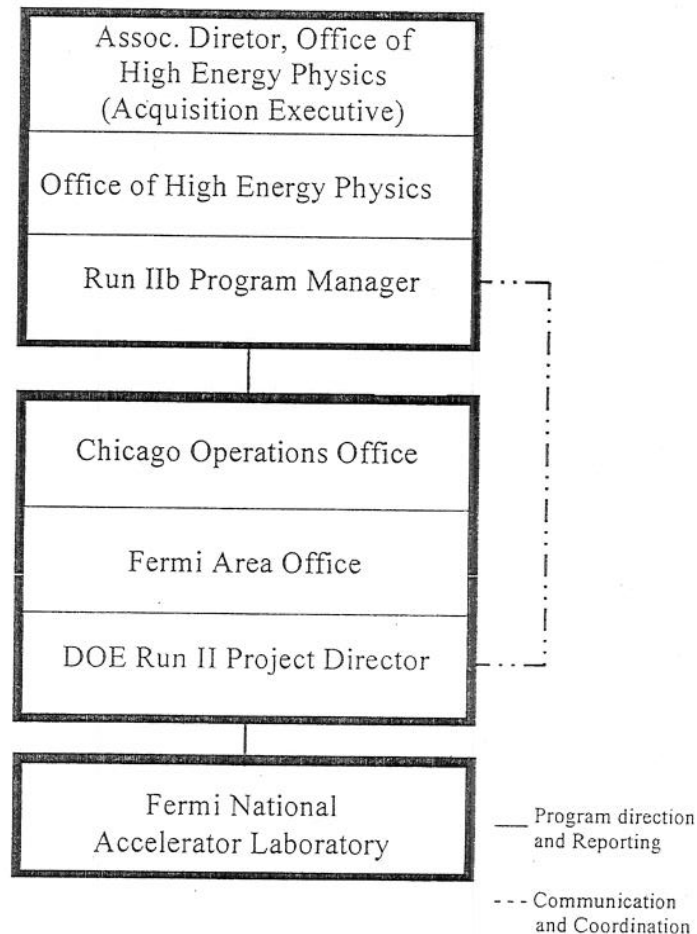 Assoc. Diretor, Office of
High Energy Physics
(Acquisition Executive)
Office of High Energy Physics
Run IIb Program Manager
Chicago Operations Office
Fermi Area Office
DOE Run II Project Director
Fermi National
Accelerator Laboratory
Program direction
and Reporting
Communication
and Coordination